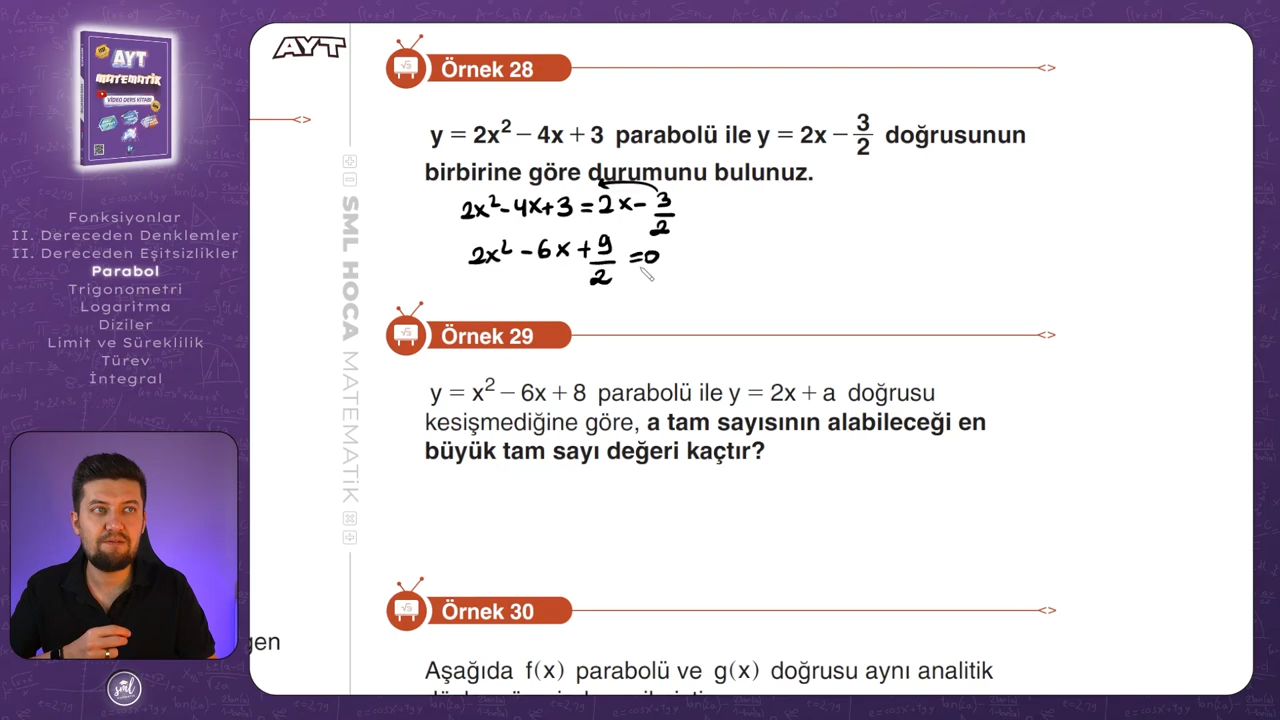 AYT
MATEMATİK
VİDEO DERS KİTABI
Fonksiyonlar
II. Dereceden Denklemler
II. Dereceden Eşitsizlikler
Parabol
Trigonometri
Logaritma
Diziler
Limit ve Süreklilik
Türev
İntegral
sml
gen
AYT
SML HOCA MATEMATİK
Örnek 28
y = 2x² − 4x + 3 parabolü ile y = 2x − 3/2 doğrusunun
birbirine göre durumunu bulunuz.
2x² - 4x + 3 = 2x - 3/2
2x² - 6x + 9/2 = 0
Örnek 29
y = x² − 6x + 8 parabolü ile y = 2x + a doğrusu
kesişmediğine göre, a tam sayısının alabileceği en
büyük tam sayı değeri kaçtır?
Örnek 30
Aşağıda f(x) parabolü ve g(x) doğrusu aynı analitik